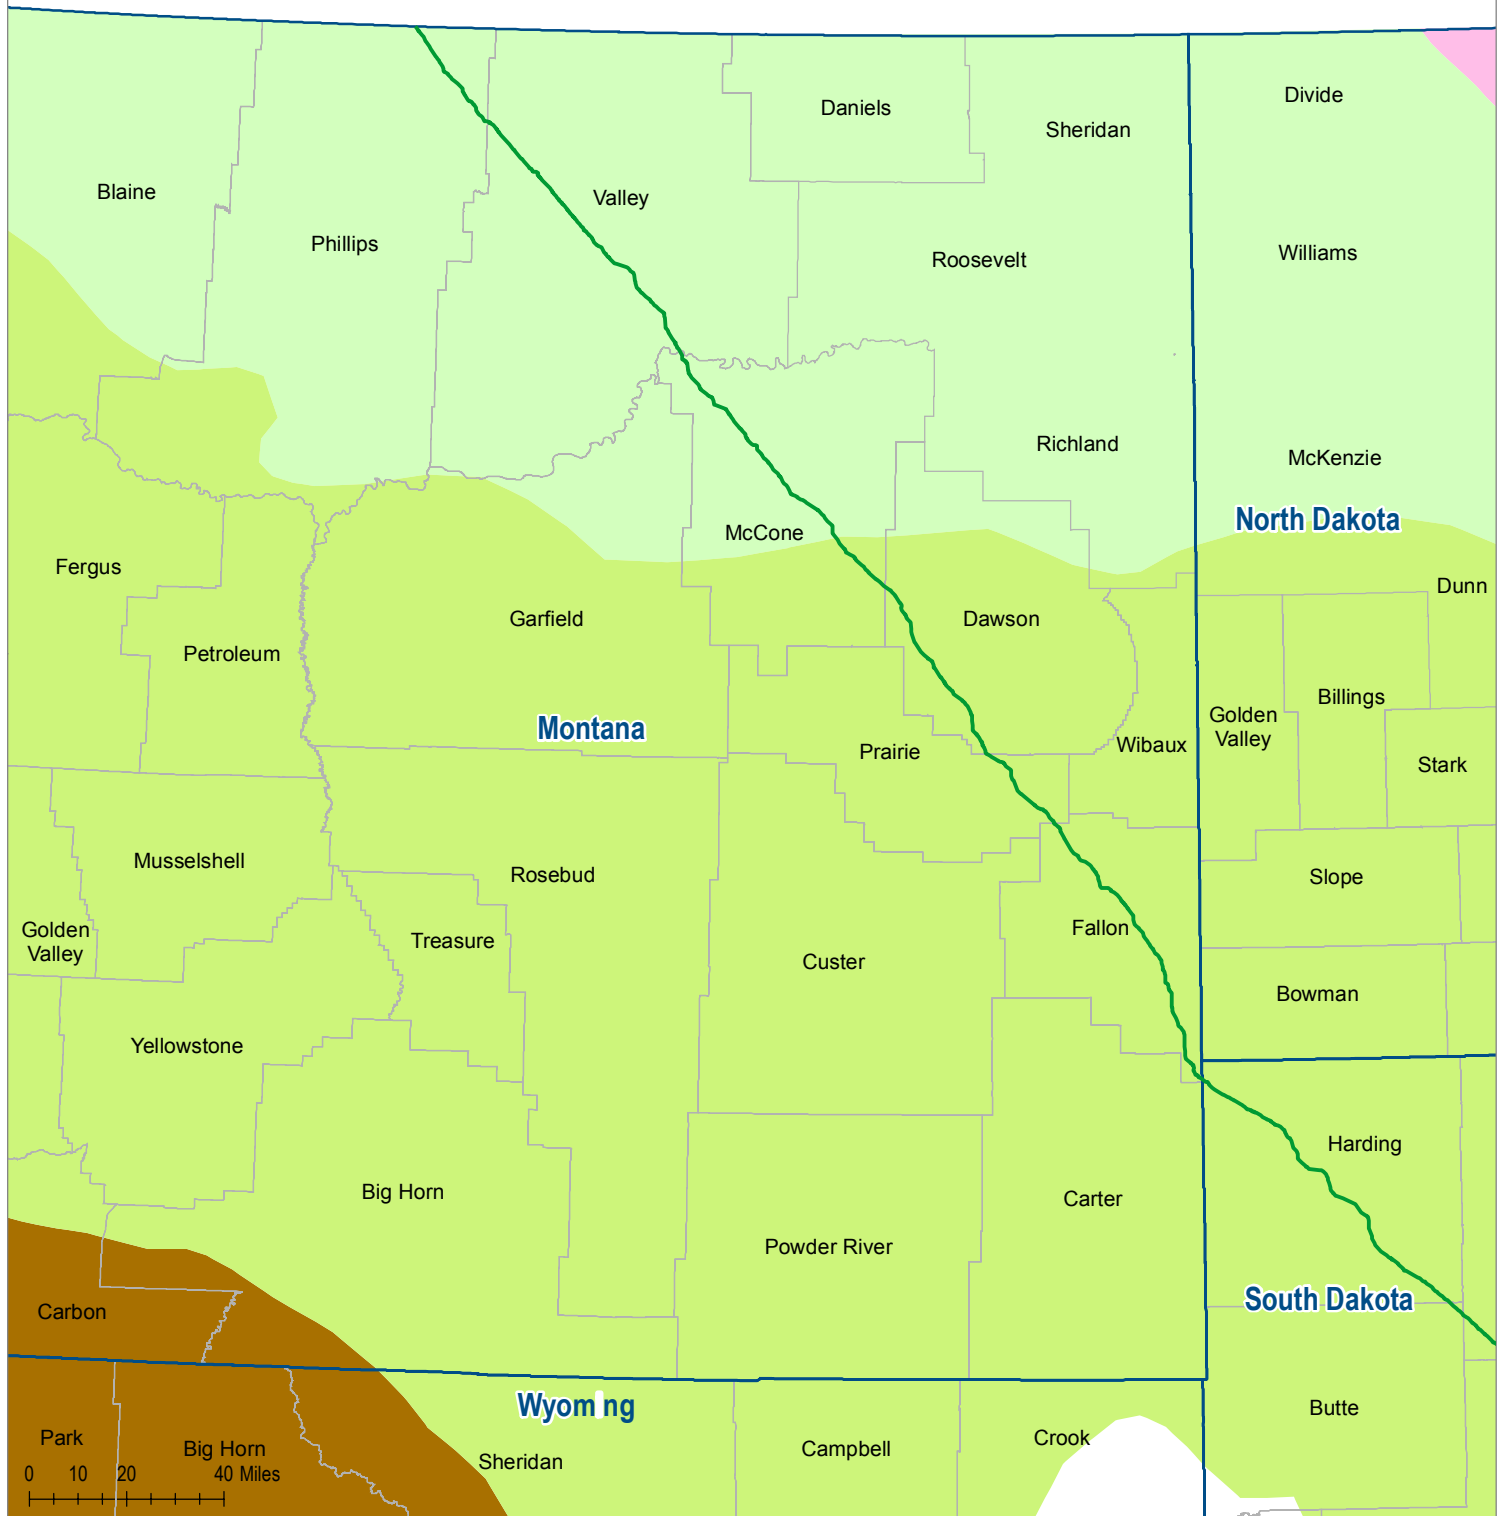 Divide
Daniels
Sheridan
Blaine
Valley
Phillips
Williams
Roosevelt
Richland
McKenzie
North Dakota
McCone
Fergus
Dunn
Garfield
Dawson
Petroleum
Billings
Golden
Valley
Montana
Wibaux
Prairie
Stark
Musselshell
Rosebud
Slope
Golden
Valley
Treasure
Fallon
Custer
Bowman
Yellowstone
Harding
Big Horn
Carter
Powder River
South Dakota
Carbon
Wyoming
Butte
Park
Big Horn
Sheridan
Campbell
Crook
0 10 20 40 Miles